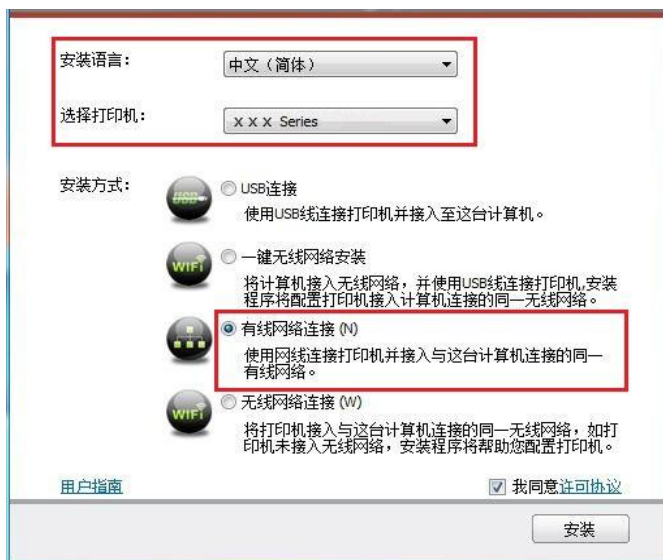 安装语言： 中文（简体）
选择打印机： x x x Series
安装方式： USB USB连接
使用USB线连接打印机并接入至这台计算机。
WiFi 一键无线网络安装
将计算机接入无线网络，并使用USB线连接打印机,安装
程序将配置打印机接入计算机连接的同一无线网络。
有线网络连接 (N)
使用网线连接打印机并接入与这台计算机连接的同一
有线网络。
WiFi 无线网络连接 (W)
将打印机接入与这台计算机连接的同一无线网络，如打
印机未接入无线网络，安装程序将帮助您配置打印机。
用户指南 我同意许可协议
安装